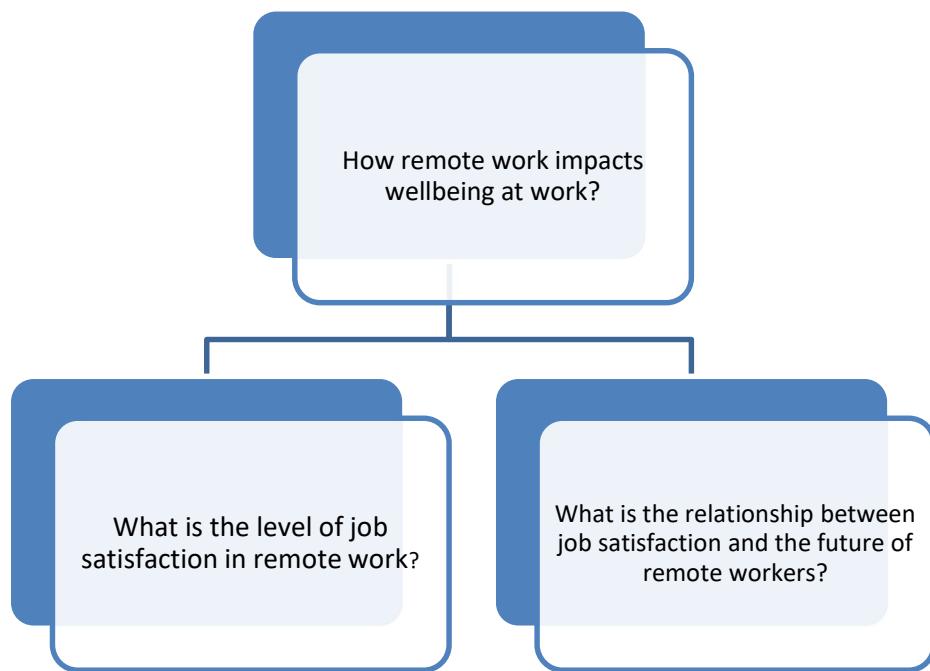 How remote work impacts
wellbeing at work?
What is the level of job
satisfaction in remote work?
What is the relationship between
job satisfaction and the future of
remote workers?